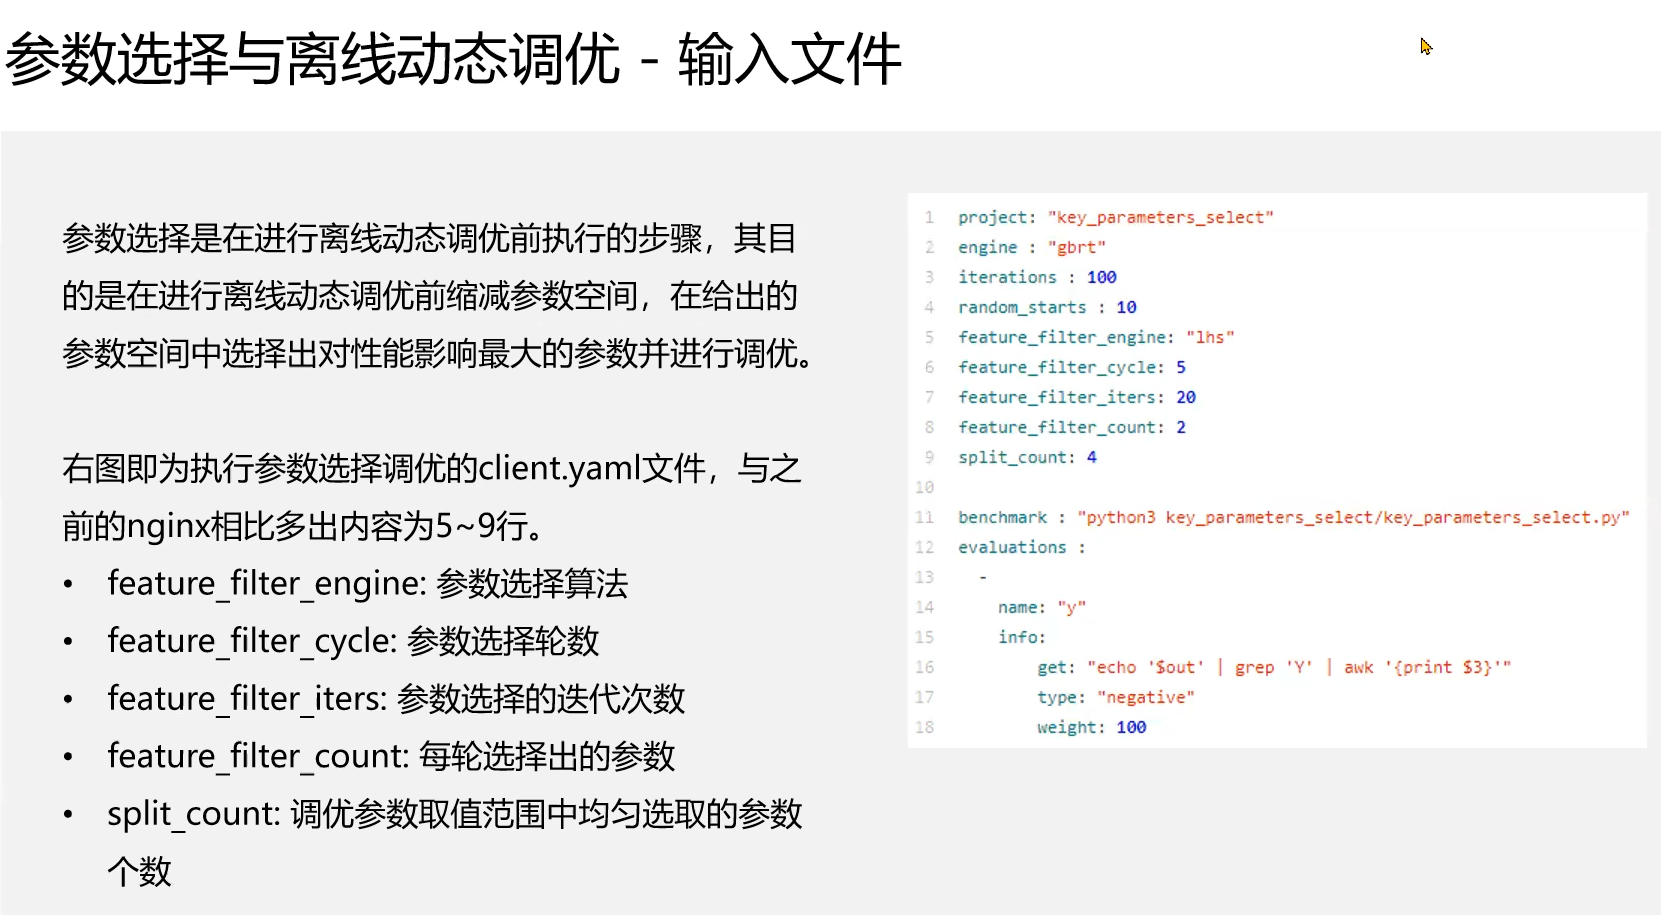 参数选择与离线动态调优 - 输入文件
参数选择是在进行离线动态调优前执行的步骤，其目
的是在进行离线动态调优前缩减参数空间，在给出的
参数空间中选择出对性能影响最大的参数并进行调优。
右图即为执行参数选择调优的client.yaml文件，与之
前的nginx相比多出内容为5~9行。
• feature_filter_engine: 参数选择算法
• feature_filter_cycle: 参数选择轮数
• feature_filter_iters: 参数选择的迭代次数
• feature_filter_count: 每轮选择出的参数
• split_count: 调优参数取值范围中均匀选取的参数
个数
1 project: "key_parameters_select"
2 engine : "gbrt"
3 iterations : 100
4 random_starts : 10
5 feature_filter_engine: "lhs"
6 feature_filter_cycle: 5
7 feature_filter_iters: 20
8 feature_filter_count: 2
9 split_count: 4
10
11 benchmark : "python3 key_parameters_select/key_parameters_select.py"
12 evaluations :
13 -
14 name: "y"
15 info:
16 get: "echo '$out' | grep 'Y' | awk '{print $3}'"
17 type: "negative"
18 weight: 100